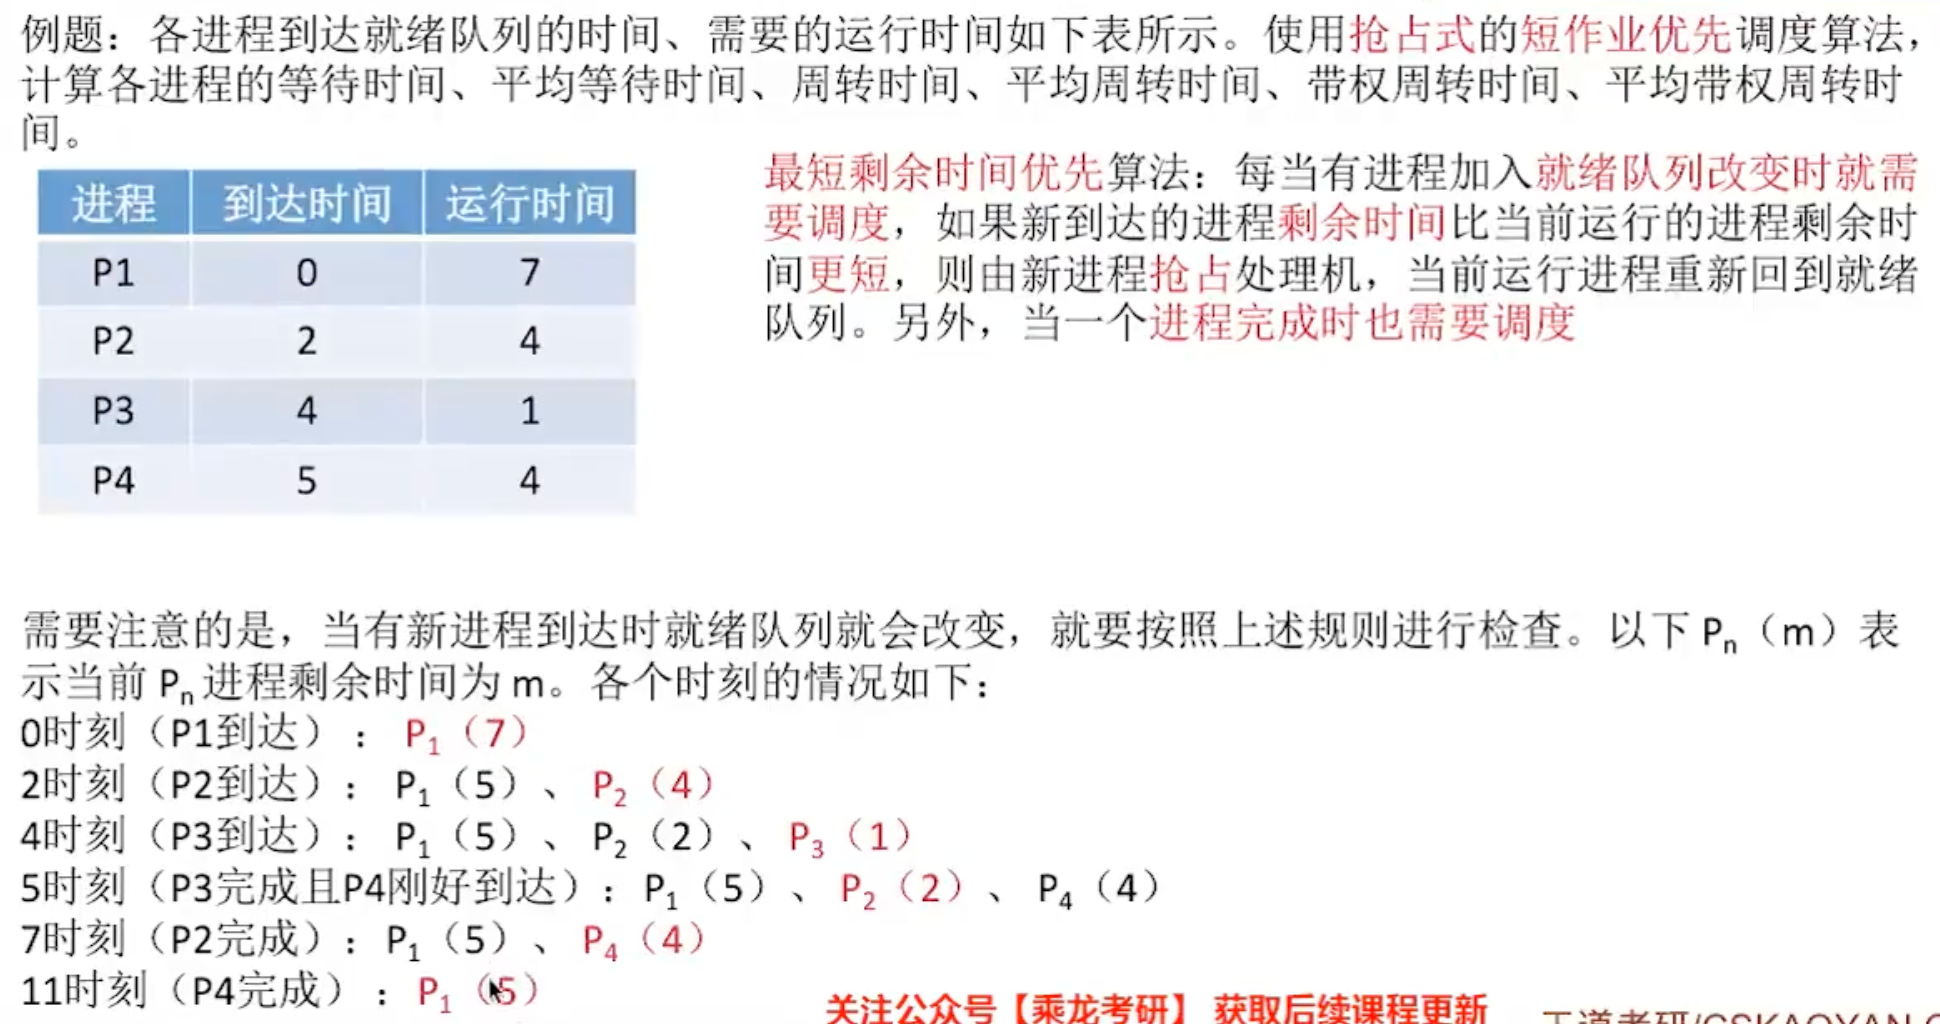 例题：各进程到达就绪队列的时间、需要的运行时间如下表所示。使用抢占式的短作业优先调度算法，
计算各进程的等待时间、平均等待时间、周转时间、平均周转时间、带权周转时间、平均带权周转时
间。
进程 到达时间 运行时间
P1 0 7
P2 2 4
P3 4 1
P4 5 4
最短剩余时间优先算法：每当有进程加入就绪队列改变时就需
要调度，如果新到达的进程剩余时间比当前运行的进程剩余时
间更短，则由新进程抢占处理机，当前运行进程重新回到就绪
队列。另外，当一个进程完成时也需要调度
需要注意的是，当有新进程到达时就绪队列就会改变，就要按照上述规则进行检查。以下 Pn（m）表
示当前 Pn 进程剩余时间为 m。各个时刻的情况如下：
0时刻（P1到达）：P1（7）
2时刻（P2到达）：P1（5）、P2（4）
4时刻（P3到达）：P1（5）、P2（2）、P3（1）
5时刻（P3完成且P4刚好到达）：P1（5）、P2（2）、P4（4）
7时刻（P2完成）：P1（5）、P4（4）
11时刻（P4完成）：P1（5）
关注公众号【乘龙考研】 获取后续课程更新
王道考研/CSKAOYAN.